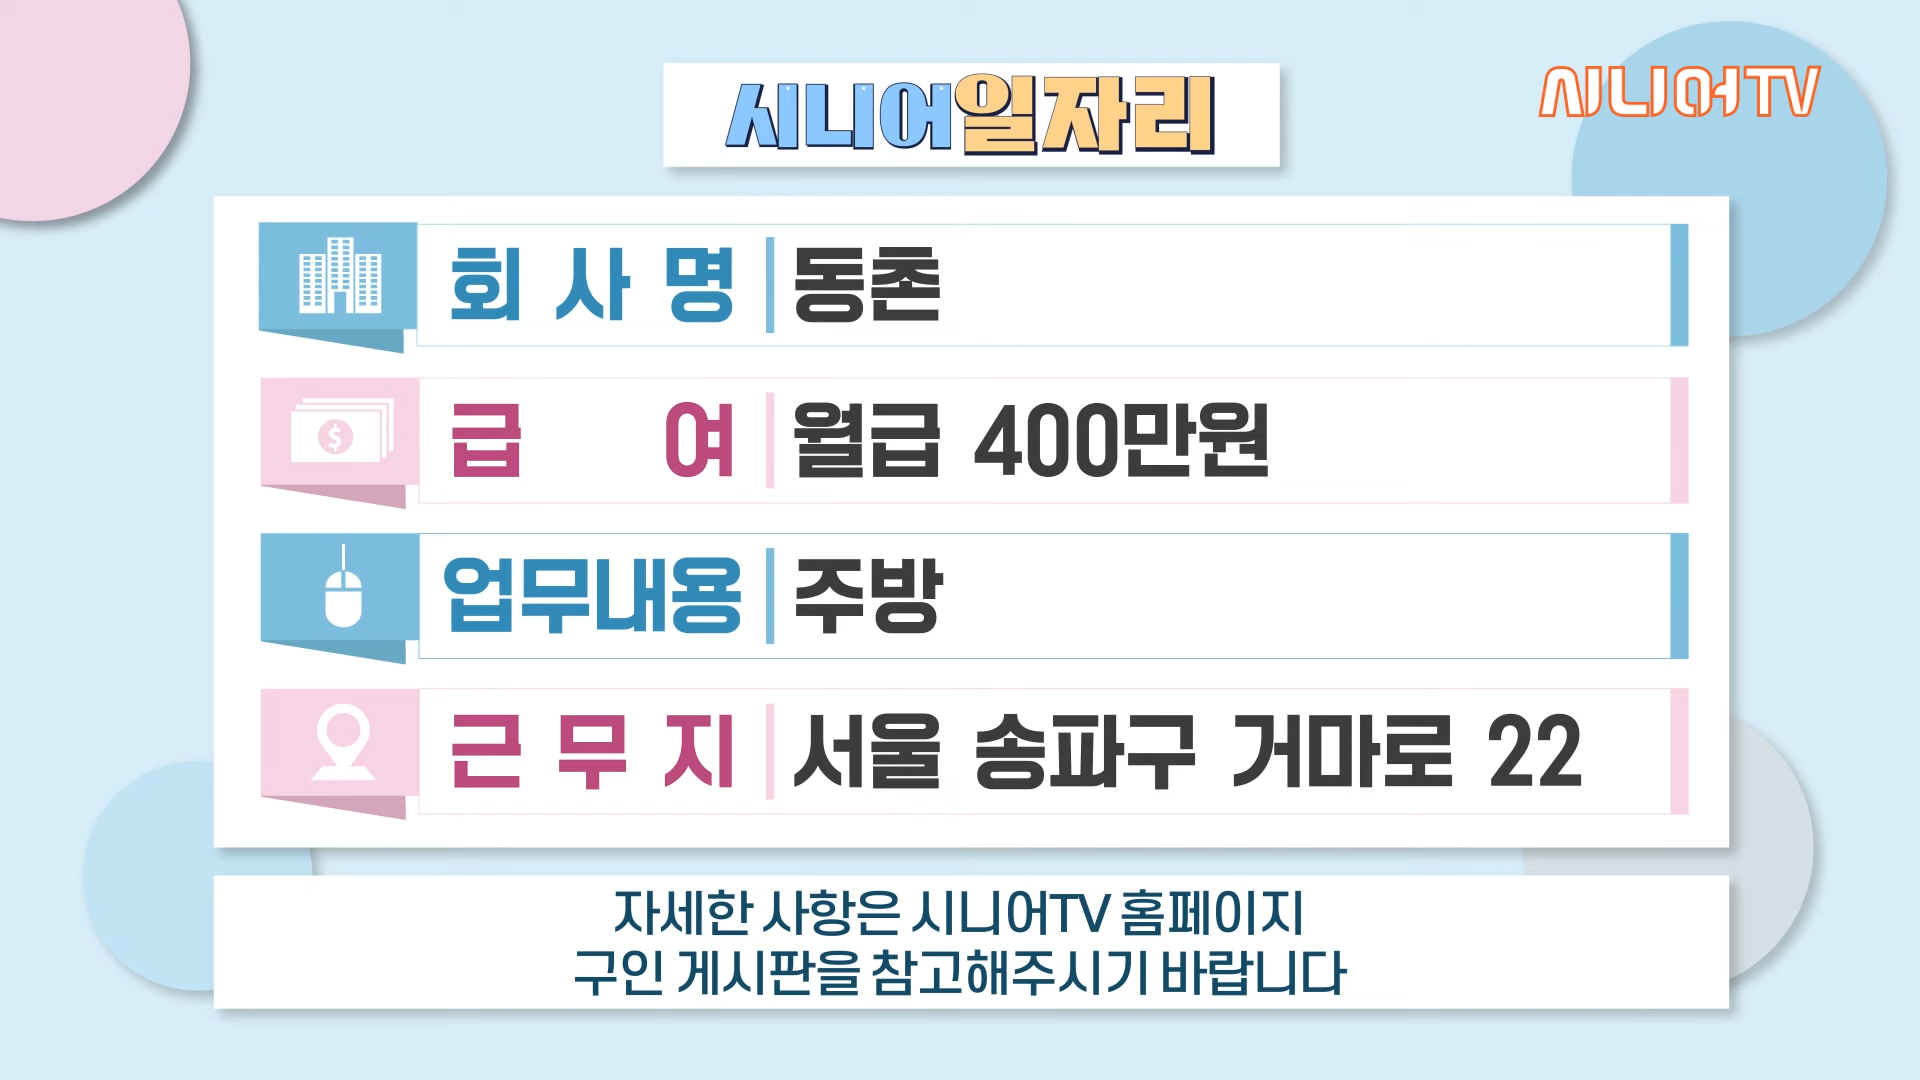 시니어일자리
시니어TV
회사명 동촌
급여 월급 400만원
업무내용 주방
근무지 서울 송파구 거마로 22
자세한 사항은 시니어TV 홈페이지
구인 게시판을 참고해주시기 바랍니다